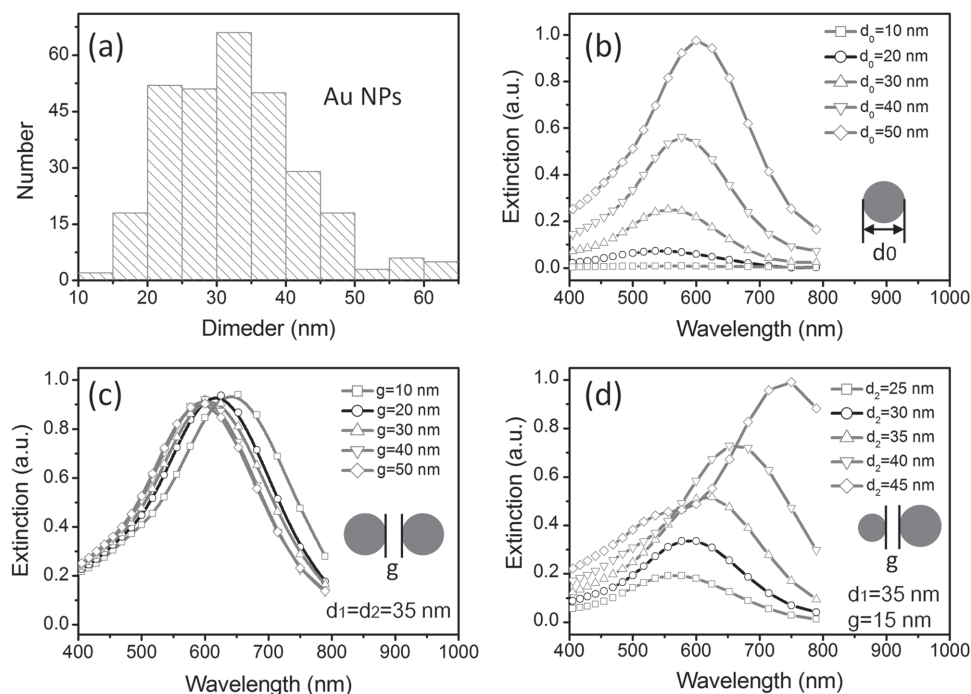 (a)
Au NPs
Number
60
45
30
15
0
10 20 30 40 50 60
Dimeder (nm)
(b)
d0=10 nm
d0=20 nm
d0=30 nm
d0=40 nm
d0=50 nm
d0
Extinction (a.u.)
1.0
0.8
0.6
0.4
0.2
0.0
400 500 600 700 800 900 1000
Wavelength (nm)
(c)
g=10 nm
g=20 nm
g=30 nm
g=40 nm
g=50 nm
g
d1=d2=35 nm
Extinction (a.u.)
1.0
0.8
0.6
0.4
0.2
0.0
400 500 600 700 800 900 1000
Wavelength (nm)
(d)
d2=25 nm
d2=30 nm
d2=35 nm
d2=40 nm
d2=45 nm
g
d1=35 nm
g=15 nm
Extinction (a.u.)
1.0
0.8
0.6
0.4
0.2
0.0
400 500 600 700 800 900 1000
Wavelength (nm)